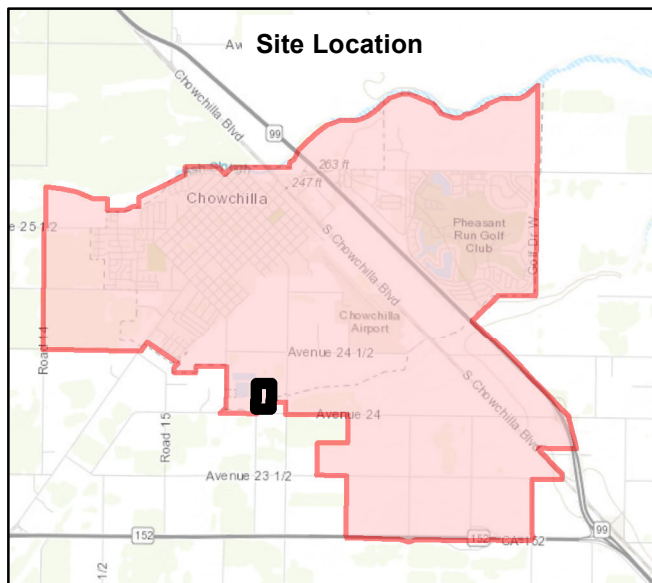 Site Location
Av
Chowchilla Blvd
99
263 ft
247 ft
Chowchilla
e 25-1/2
S Chowchilla Blvd
Pheasant
Run Golf
Club
Golf Dr W
Chowchilla
Airport
Road 14
Avenue 24 1/2
S Chowchilla Blvd
Avenue 24
Road 15
Avenue 23-1/2
152
152
CA-152
99
1/2